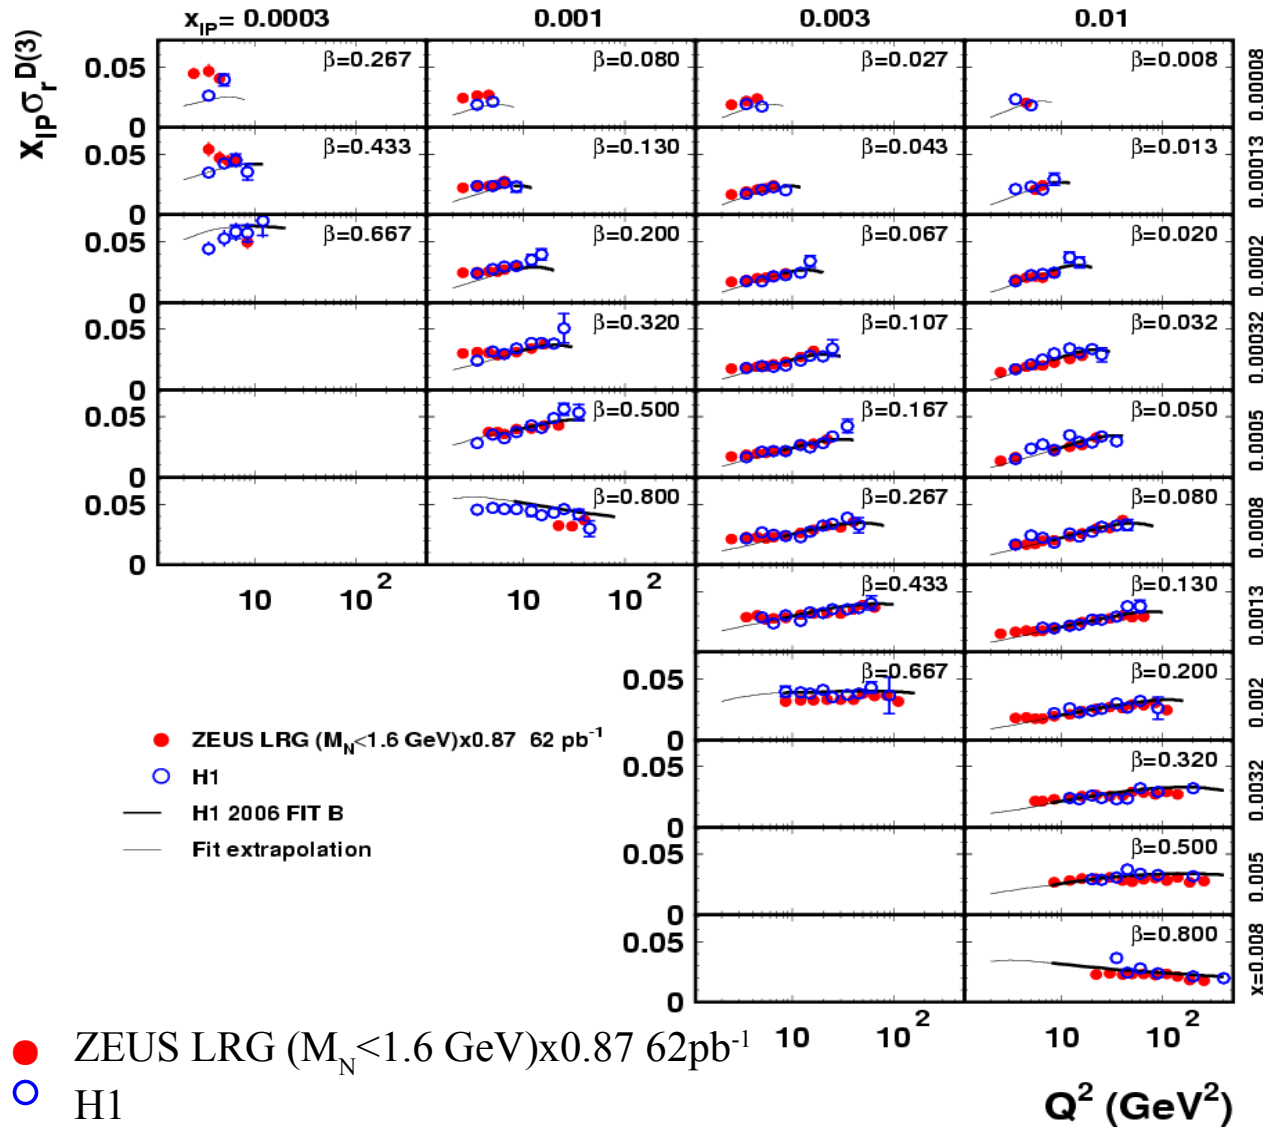 x_IP= 0.0003 0.001 0.003 0.01
x_IP σ_r^D(3)
0.05 β=0.267 β=0.080 β=0.027 β=0.008 0.00008
0
0.05 β=0.433 β=0.130 β=0.043 β=0.013 0.00013
0
0.05 β=0.667 β=0.200 β=0.067 β=0.020 0.0002
0
0.05 β=0.320 β=0.107 β=0.032 0.00032
0
0.05 β=0.500 β=0.167 β=0.050 0.0005
0
0.05 β=0.800 β=0.267 β=0.080 0.0008
0
10 10^2 10 10^2 β=0.433 β=0.130 0.0013
0.05 β=0.667 β=0.200 0.002
0
ZEUS LRG (M_N<1.6 GeV)x0.87 62 pb^-1
0.05 β=0.320 0.0032
H1
H1 2006 FIT B
0
Fit extrapolation
0.05 β=0.500 0.005
0
0.05 β=0.800 x=0.008
0
10 10^2 10 10^2
ZEUS LRG (M_N<1.6 GeV)x0.87 62pb^-1
H1
Q^2 (GeV^2)